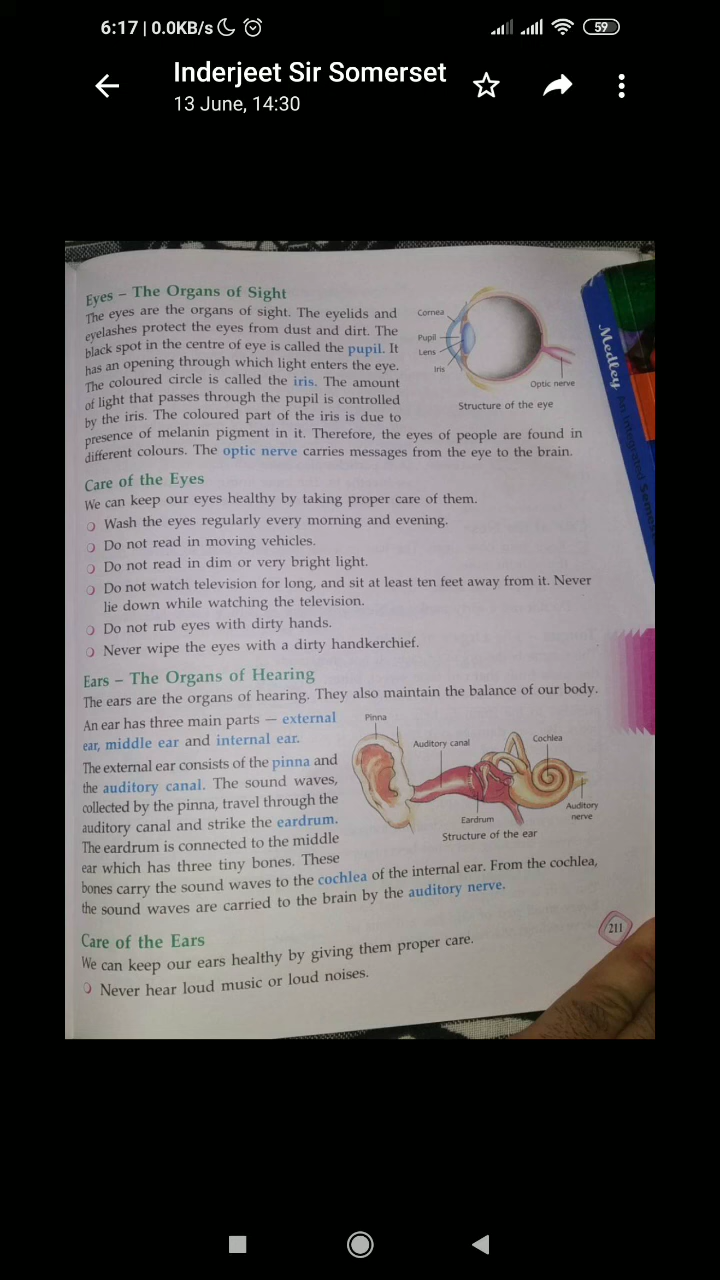 6:17 | 0.0KB/s
59
Inderjeet Sir Somerset
13 June, 14:30
Eyes – The Organs of Sight
The eyes are the organs of sight. The eyelids and
eyelashes protect the eyes from dust and dirt. The
black spot in the centre of eye is called the pupil. It
has an opening through which light enters the eye.
The coloured circle is called the iris. The amount
of light that passes through the pupil is controlled
by the iris. The coloured part of the iris is due to
presence of melanin pigment in it. Therefore, the eyes of people are found in
different colours. The optic nerve carries messages from the eye to the brain.
Cornea
Pupil
Lens
Iris
Optic nerve
Structure of the eye
Care of the Eyes
We can keep our eyes healthy by taking proper care of them.
Wash the eyes regularly every morning and evening.
Do not read in moving vehicles.
Do not read in dim or very bright light.
Do not watch television for long, and sit at least ten feet away from it. Never
lie down while watching the television.
Do not rub eyes with dirty hands.
Never wipe the eyes with a dirty handkerchief.
Ears – The Organs of Hearing
The ears are the organs of hearing. They also maintain the balance of our body.
An ear has three main parts — external
ear, middle ear and internal ear.
The external ear consists of the pinna and
the auditory canal. The sound waves,
collected by the pinna, travel through the
auditory canal and strike the eardrum.
The eardrum is connected to the middle
ear which has three tiny bones. These
bones carry the sound waves to the cochlea of the internal ear. From the cochlea,
the sound waves are carried to the brain by the auditory nerve.
Pinna
Auditory canal
Cochlea
Eardrum
Auditory
nerve
Structure of the ear
Care of the Ears
We can keep our ears healthy by giving them proper care.
Never hear loud music or loud noises.
211
Medley An Integrated